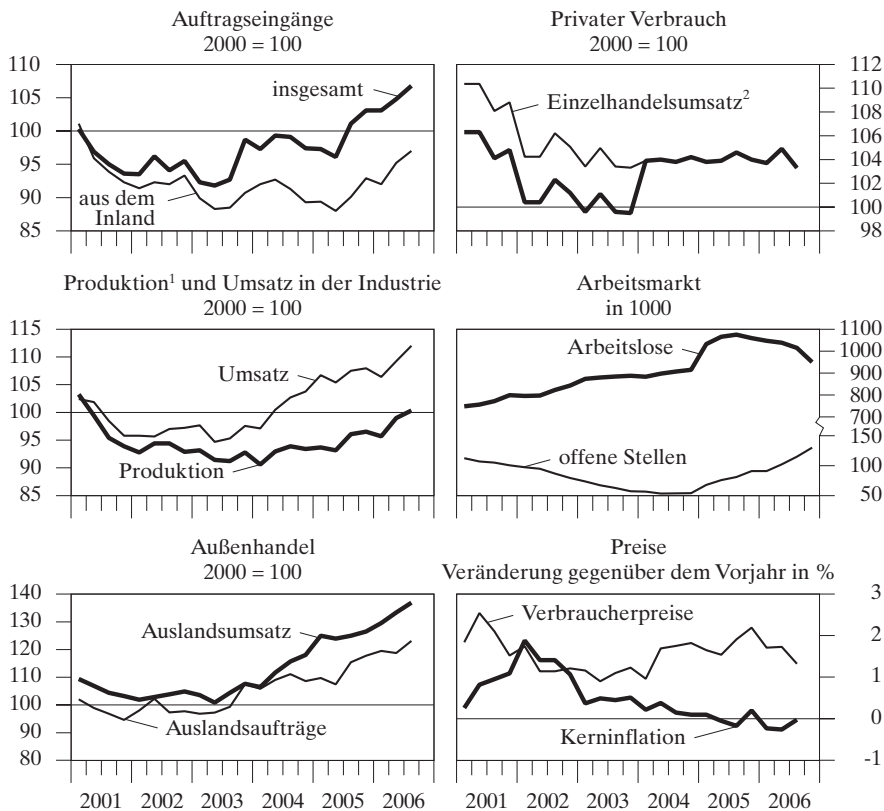 Auftragseingänge
2000 = 100
110
105
100
95
90
85
insgesamt
aus dem
Inland
Privater Verbrauch
2000 = 100
112
110
108
106
104
102
100
98
Einzelhandelsumsatz²
Produktion¹ und Umsatz in der Industrie
2000 = 100
115
110
105
100
95
90
85
Umsatz
Produktion
Arbeitsmarkt
in 1000
1100
1000
900
800
700
150
100
50
Arbeitslose
offene Stellen
Außenhandel
2000 = 100
140
130
120
110
100
90
80
Auslandsumsatz
Auslandsaufträge
2001 2002 2003 2004 2005 2006
Preise
Veränderung gegenüber dem Vorjahr in %
3
2
1
0
-1
Verbraucherpreise
Kerninflation
2001 2002 2003 2004 2005 2006